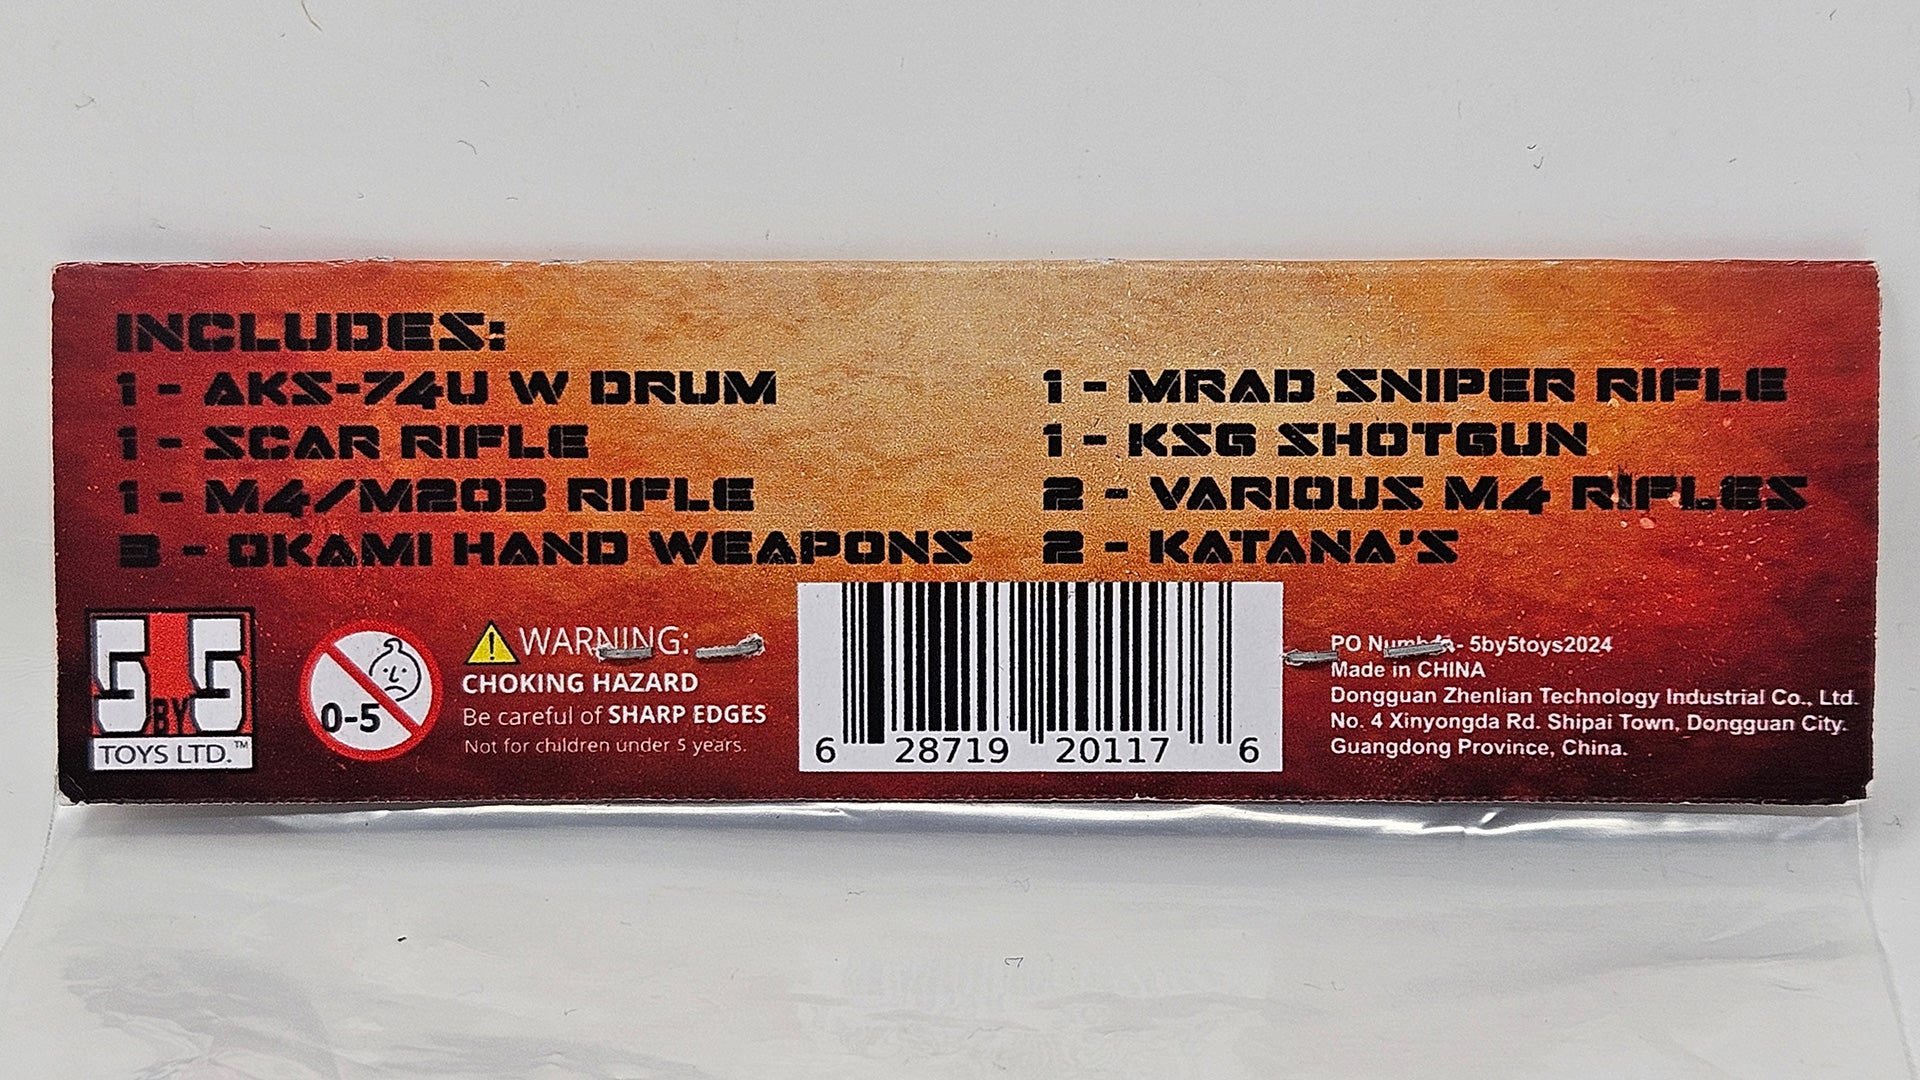 INCLUDES:
1 - AKS-74U W DRUM
1 - SCAR RIFLE
1 - M4/M203 RIFLE
3 - OKAMI HAND WEAPONS
1 - MRAD SNIPER RIFLE
1 - KSG SHOTGUN
2 - VARIOUS M4 RIFLES
2 - KATANA'S
5 BY 5
TOYS LTD.™
0-5
WARNING:
CHOKING HAZARD
Be careful of SHARP EDGES
Not for children under 5 years.
6 28719 20117 6
PO Number- 5by5toys2024
Made in CHINA
Dongguan Zhenlian Technology Industrial Co., Ltd.
No. 4 Xinyongda Rd. Shipai Town, Dongguan City.
Guangdong Province, China.